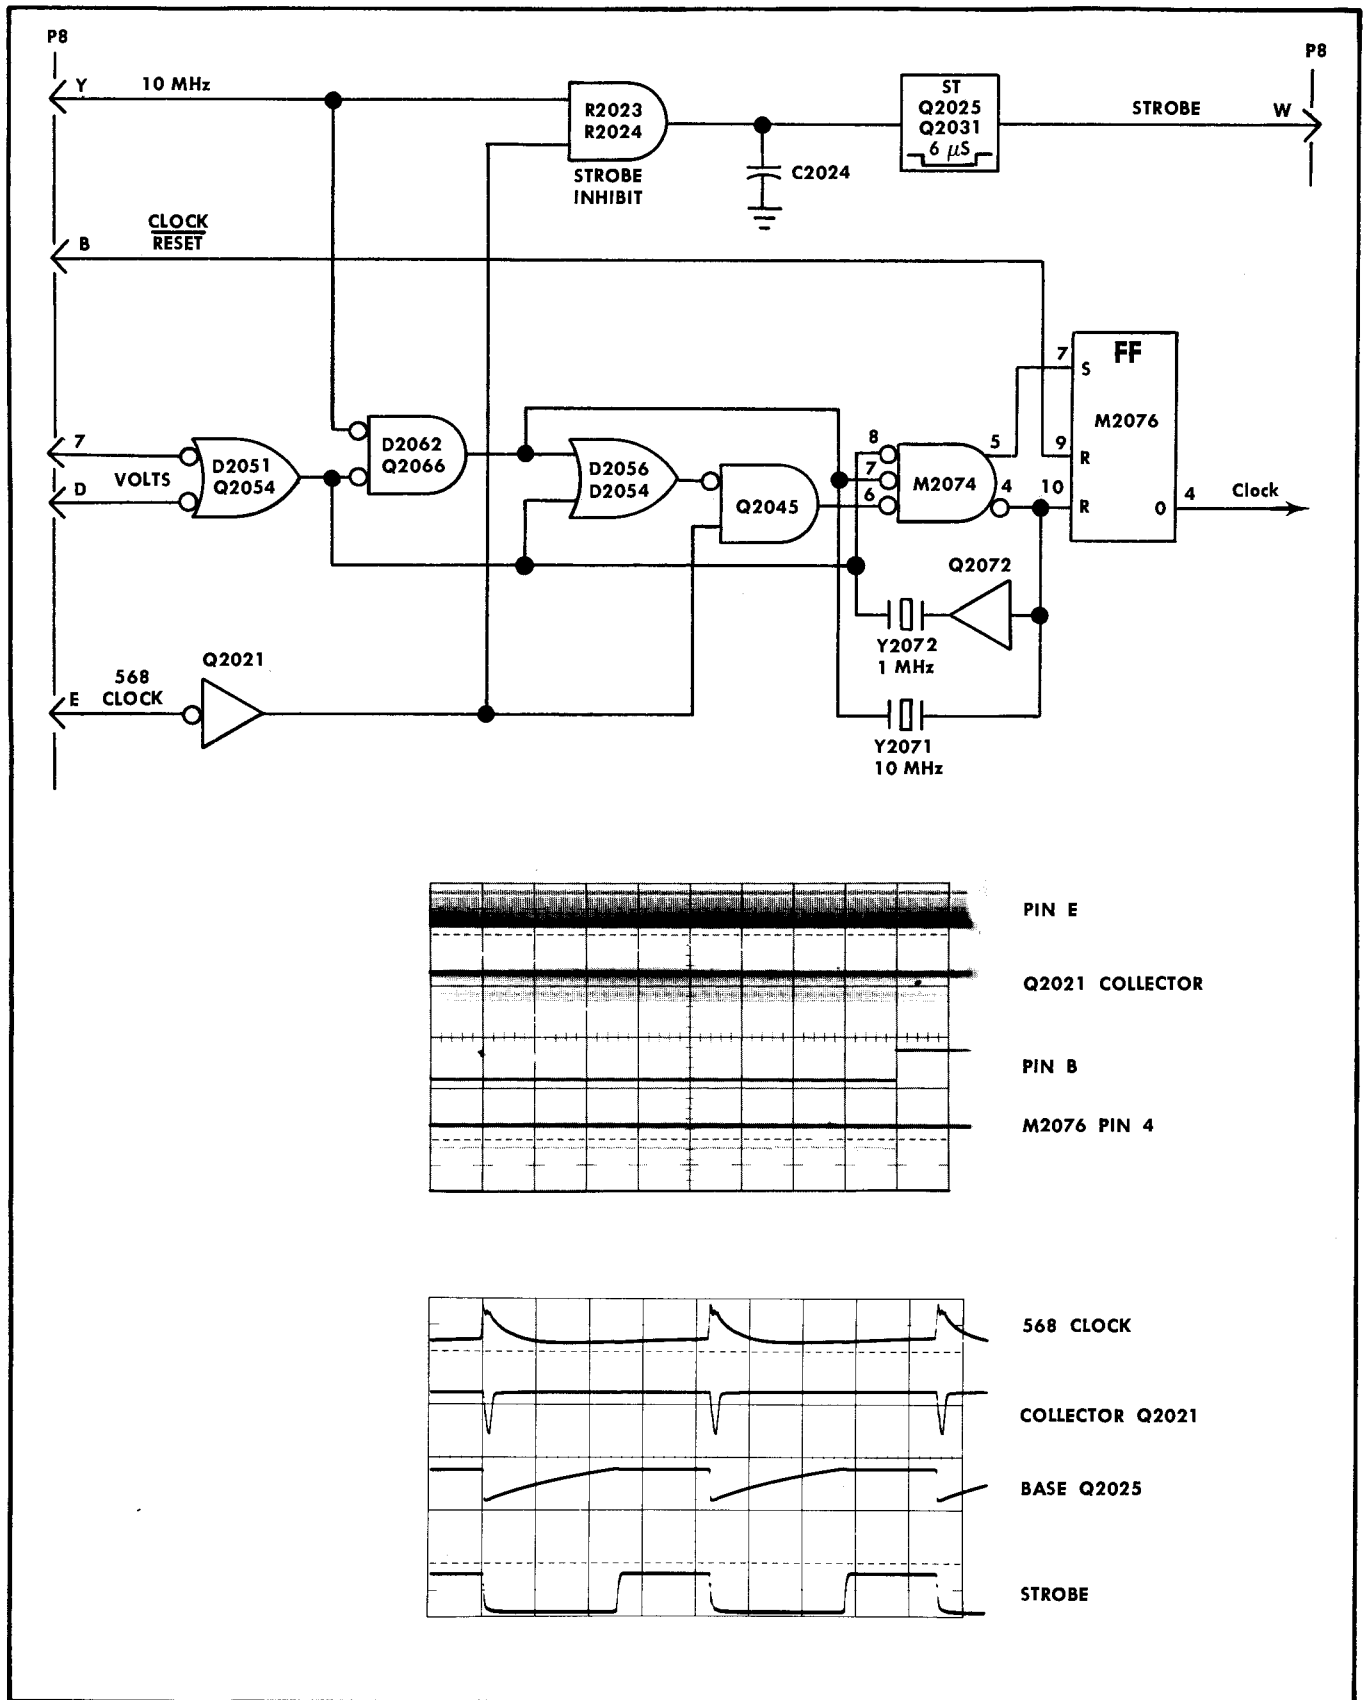 P8
P8
Y
10 MHz
R2023
R2024
STROBE
INHIBIT
C2024
ST
Q2025
Q2031
6 μS
STROBE
W
B
CLOCK
RESET
7
VOLTS
D
D2051
Q2054
D2062
Q2066
D2056
D2054
Q2045
8
7
6
M2074
5
4
7
S
FF
M2076
9
R
10
R
O
4
Clock
Q2072
Y2072
1 MHz
Y2071
10 MHz
E
568
CLOCK
Q2021
PIN E
Q2021 COLLECTOR
PIN B
M2076 PIN 4
568 CLOCK
COLLECTOR Q2021
BASE Q2025
STROBE